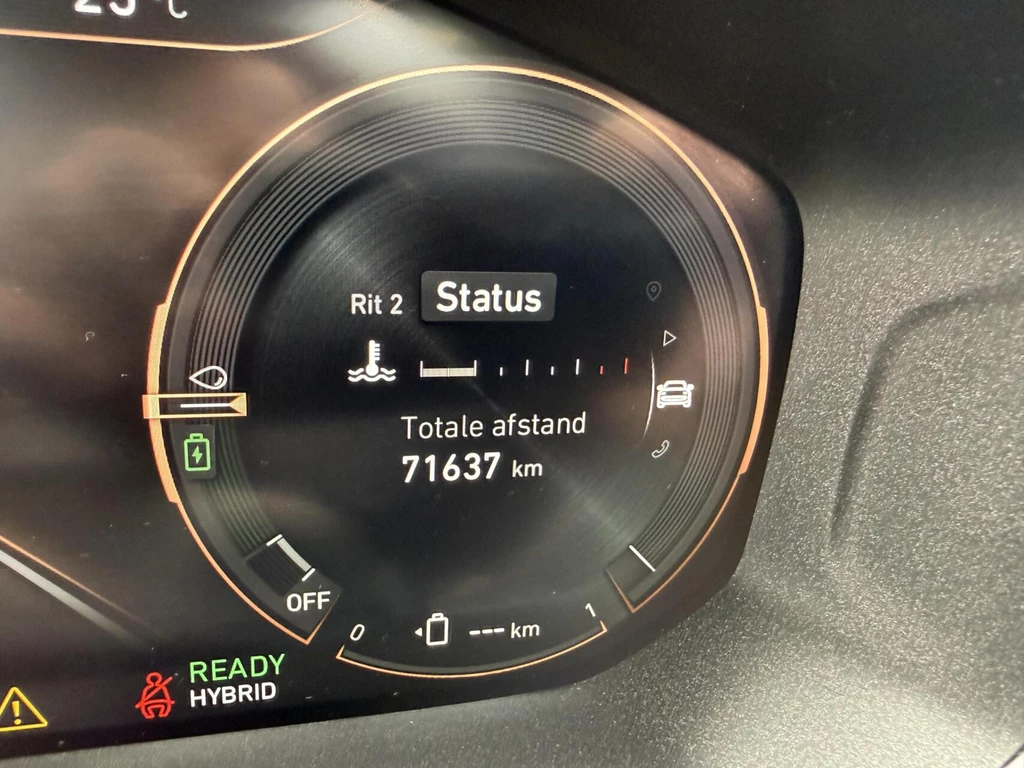 °C
Rit 2 Status
Totale afstand
71637 km
OFF
0 --- km 1
READY
HYBRID